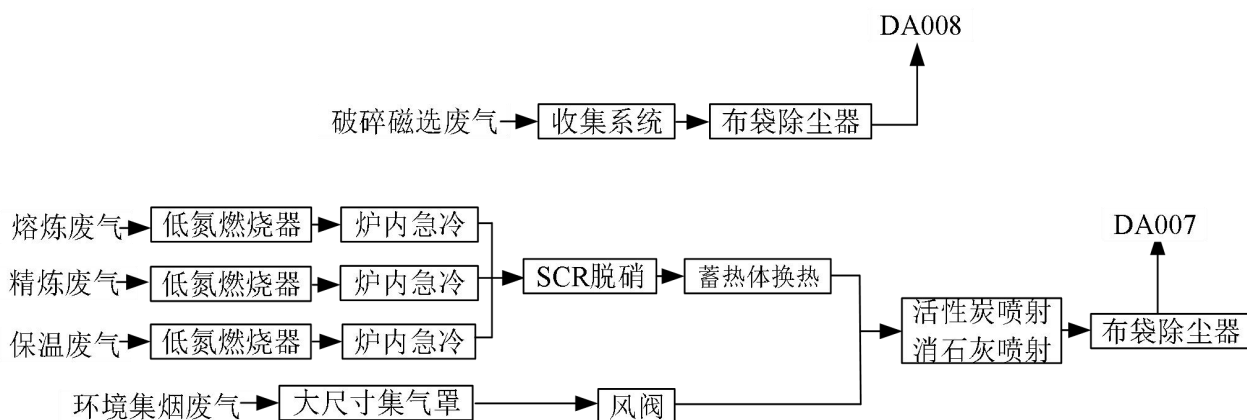 DA008
破碎磁选废气
收集系统
布袋除尘器
熔炼废气
低氮燃烧器
炉内急冷
精炼废气
低氮燃烧器
炉内急冷
保温废气
低氮燃烧器
炉内急冷
SCR脱硝
蓄热体换热
环境集烟废气
大尺寸集气罩
风阀
活性炭喷射
消石灰喷射
布袋除尘器
DA007